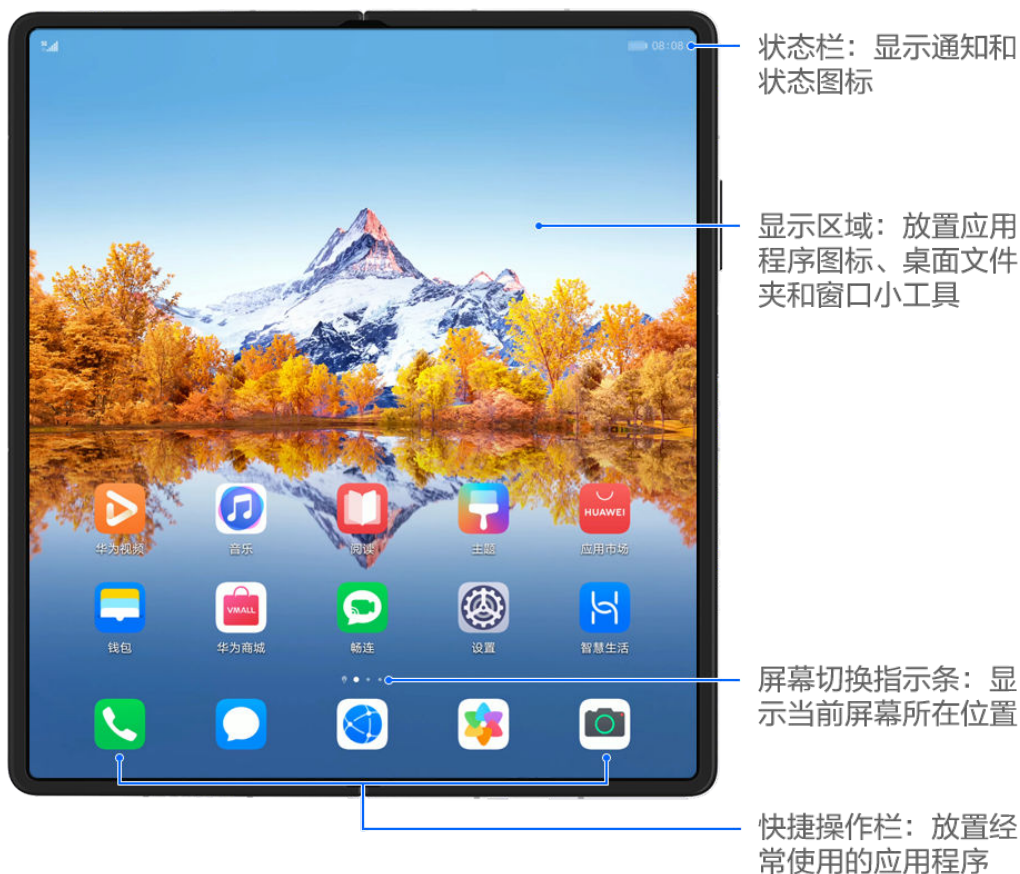 5G
08:08
状态栏：显示通知和
状态图标
显示区域：放置应用
程序图标、桌面文件
夹和窗口小工具
HUAWEI
华为视频 音乐 阅读 主题 应用市场
VMALL
钱包 华为商城 畅连 设置 智慧生活
屏幕切换指示条：显
示当前屏幕所在位置
快捷操作栏：放置经
常使用的应用程序